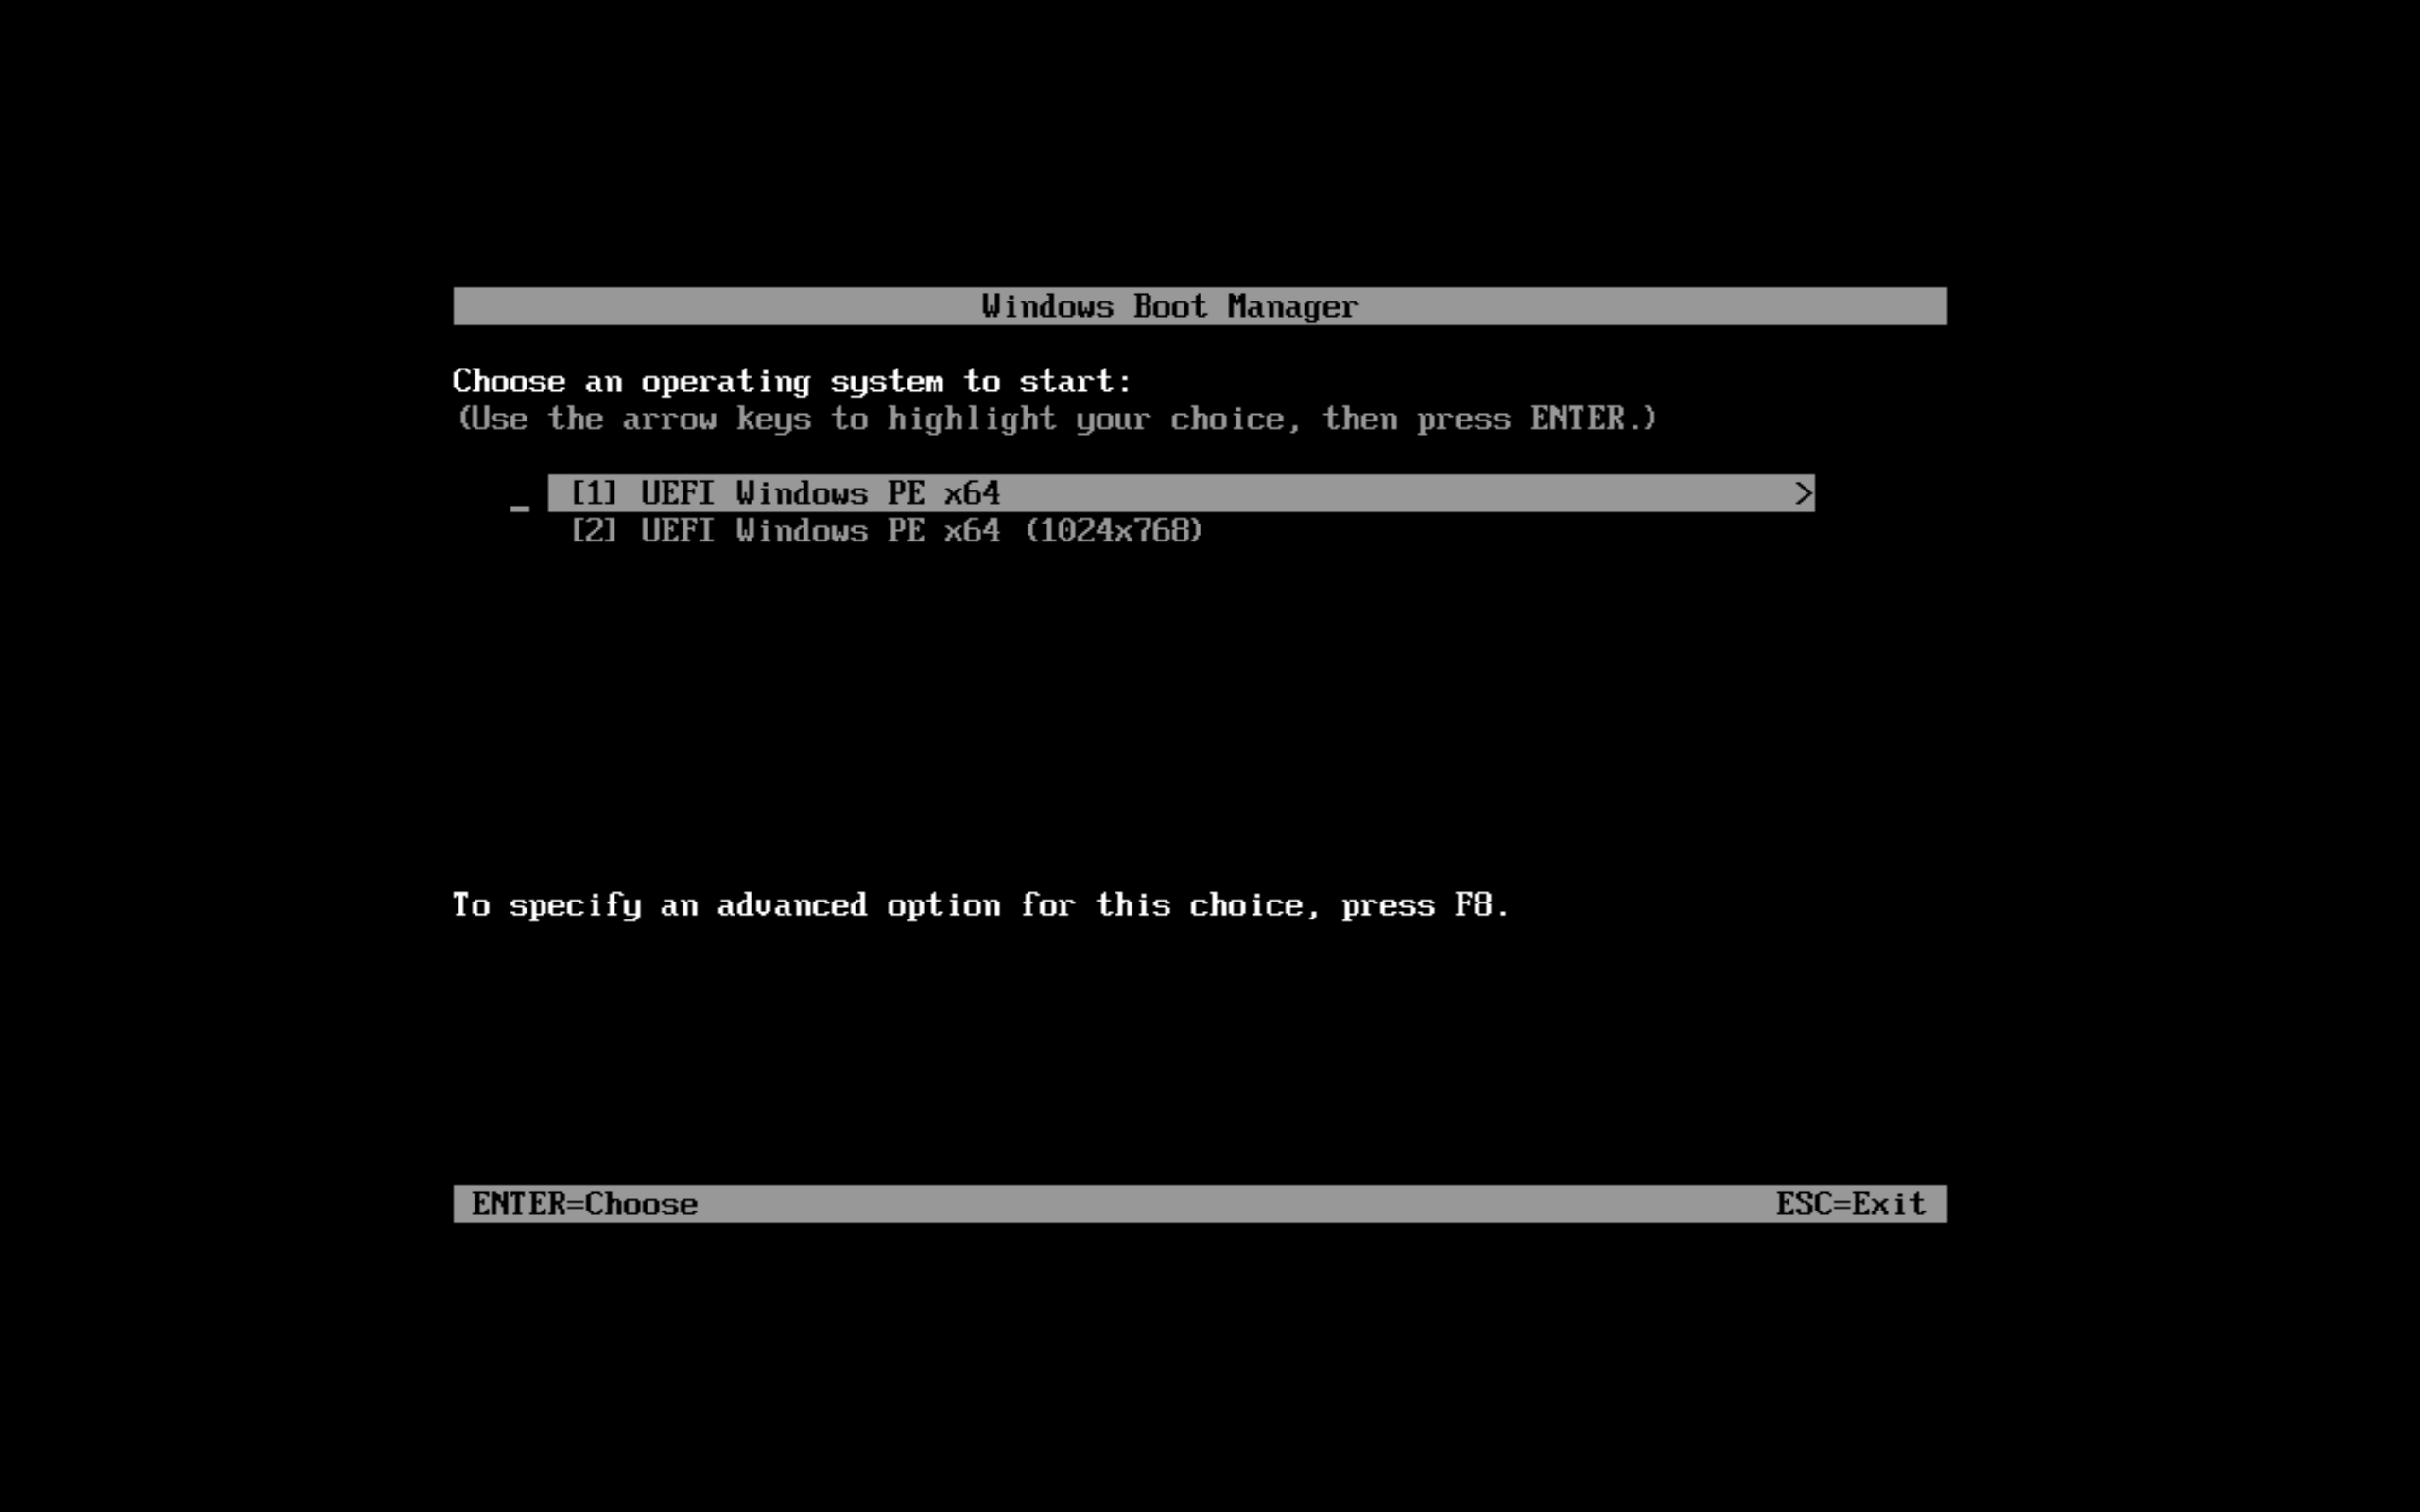 Windows Boot Manager
Choose an operating system to start:
(Use the arrow keys to highlight your choice, then press ENTER.)
[1] UEFI Windows PE x64 >
[2] UEFI Windows PE x64 (1024x768)
To specify an advanced option for this choice, press F8.
ENTER=Choose ESC=Exit